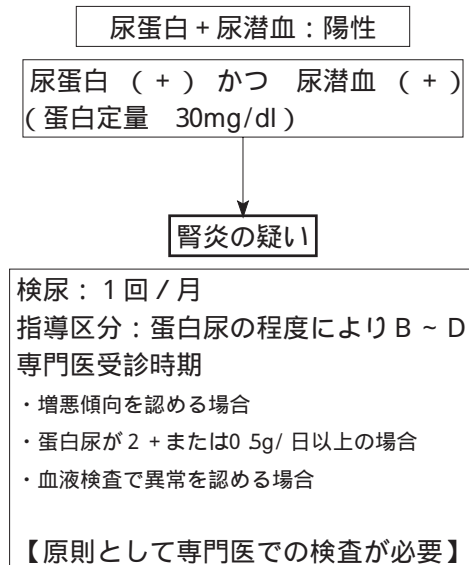 尿蛋白+尿潜血:陽性
尿蛋白 (+) かつ 尿潜血 (+)
(蛋白定量 30mg/dl)
腎炎の疑い
検尿:1回/月
指導区分:蛋白尿の程度によりB~D
専門医受診時期
・増悪傾向を認める場合
・蛋白尿が2+または0 5g/日以上の場合
・血液検査で異常を認める場合
【原則として専門医での検査が必要】